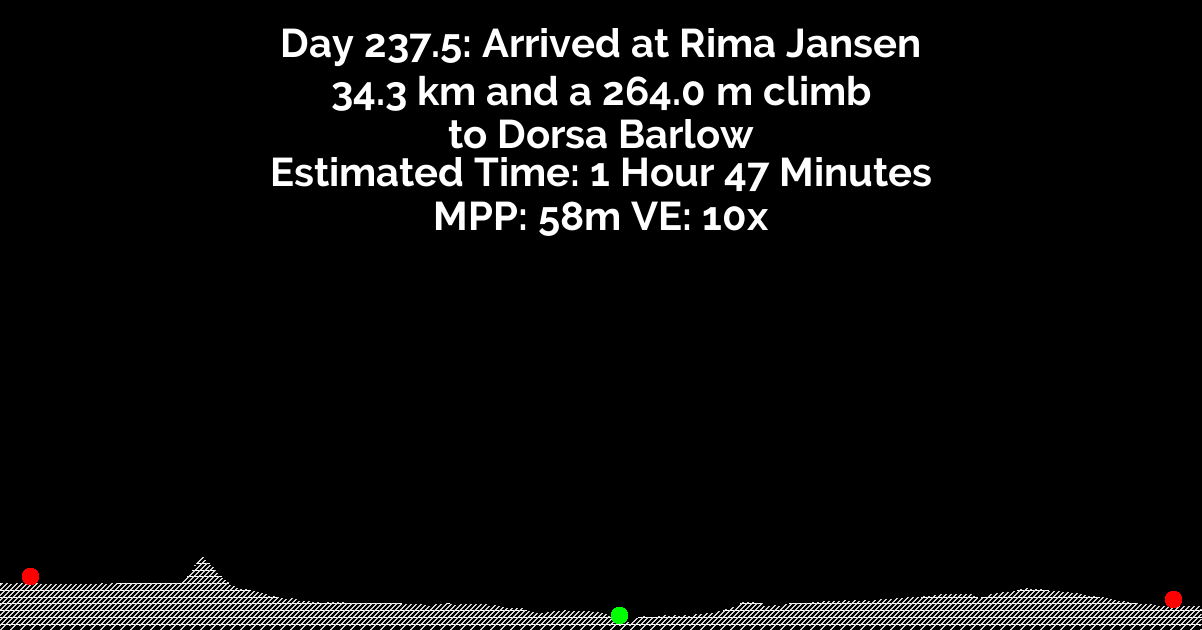 Day 237.5: Arrived at Rima Jansen
34.3 km and a 264.0 m climb
to Dorsa Barlow
Estimated Time: 1 Hour 47 Minutes
MPP: 58m VE: 10x